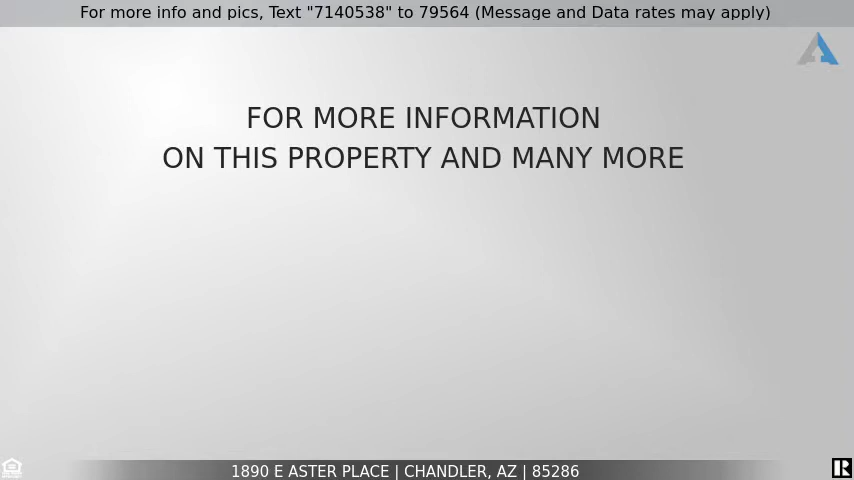 For more info and pics, Text "7140538" to 79564 (Message and Data rates may apply)
FOR MORE INFORMATION
ON THIS PROPERTY AND MANY MORE
1890 E ASTER PLACE | CHANDLER, AZ | 85286